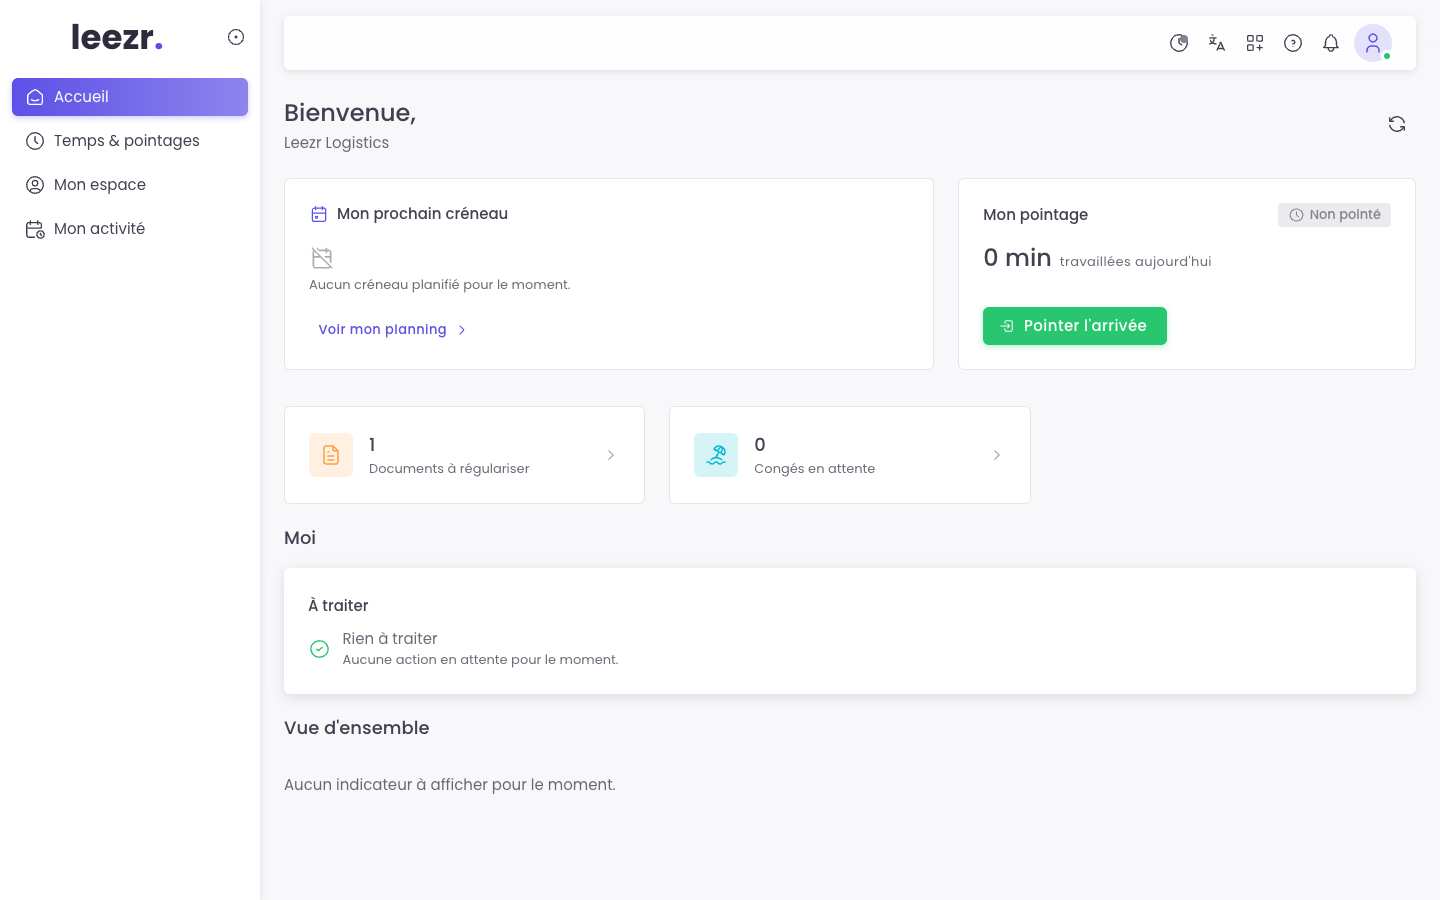 leezr.
Accueil
Temps & pointages
Mon espace
Mon activité
Bienvenue,
Leezr Logistics
Mon prochain créneau
Aucun créneau planifié pour le moment.
Voir mon planning
Mon pointage
Non pointé
0 min travaillées aujourd'hui
Pointer l'arrivée
1
Documents à régulariser
0
Congés en attente
Moi
À traiter
Rien à traiter
Aucune action en attente pour le moment.
Vue d'ensemble
Aucun indicateur à afficher pour le moment.